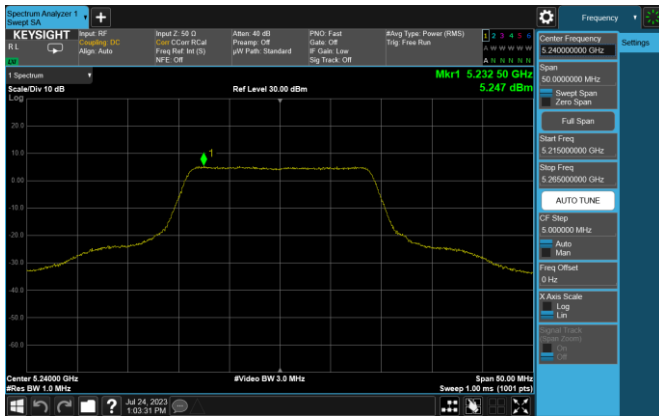 Spectrum Analyzer 1
Swept SA
+
Frequency
KEYSIGHT
R L
LXI
Input: RF
Coupling: DC
Align: Auto
Input Z: 50 Ω
Corr CCorr RCal
Freq Ref: Int (S)
NFE: Off
Atten: 40 dB
Preamp: Off
µW Path: Standard
PNO: Fast
Gate: Off
IF Gain: Low
Sig Track: Off
#Avg Type: Power (RMS)
Trig: Free Run
1 2 3 4 5 6
A W W W W W
A N N N N N
1 Spectrum
Scale/Div 10 dB
Ref Level 30.00 dBm
Mkr1 5.232 50 GHz
5.247 dBm
Log
20.0
10.0
0.00
-10.0
-20.0
-30.0
-40.0
-50.0
-60.0
1
Center 5.24000 GHz
#Res BW 1.0 MHz
#Video BW 3.0 MHz
Span 50.00 MHz
Sweep 1.00 ms (1001 pts)
Jul 24, 2023
1:03:31 PM
?
Center Frequency
5.240000000 GHz
Settings
Span
50.0000000 MHz
Swept Span
Zero Span
Full Span
Start Freq
5.215000000 GHz
Stop Freq
5.265000000 GHz
AUTO TUNE
CF Step
5.000000 MHz
Auto
Man
Freq Offset
0 Hz
X Axis Scale
Log
Lin
Signal Track
(Span Zoom)
On
Off